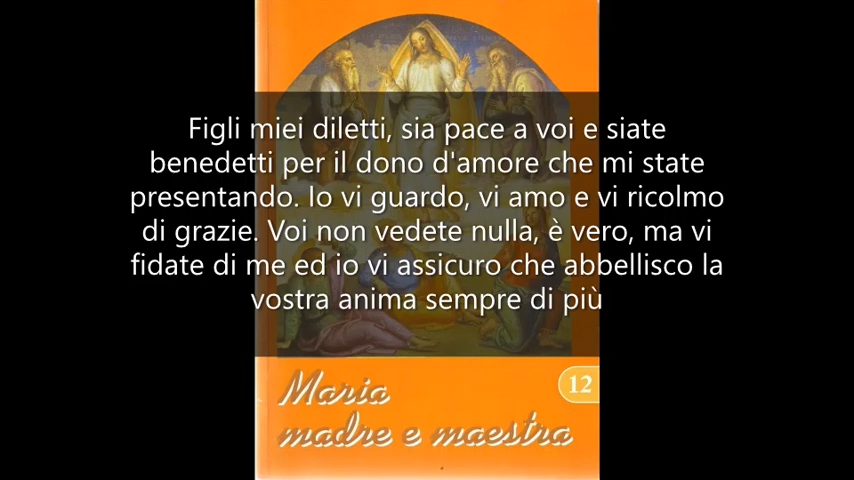 Figli miei diletti, sia pace a voi e siate
benedetti per il dono d'amore che mi state
presentando. Io vi guardo, vi amo e vi ricolmo
di grazie. Voi non vedete nulla, è vero, ma vi
fidate di me ed io vi assicuro che abbellisco la
vostra anima sempre di più
Maria
12
madre e maestra